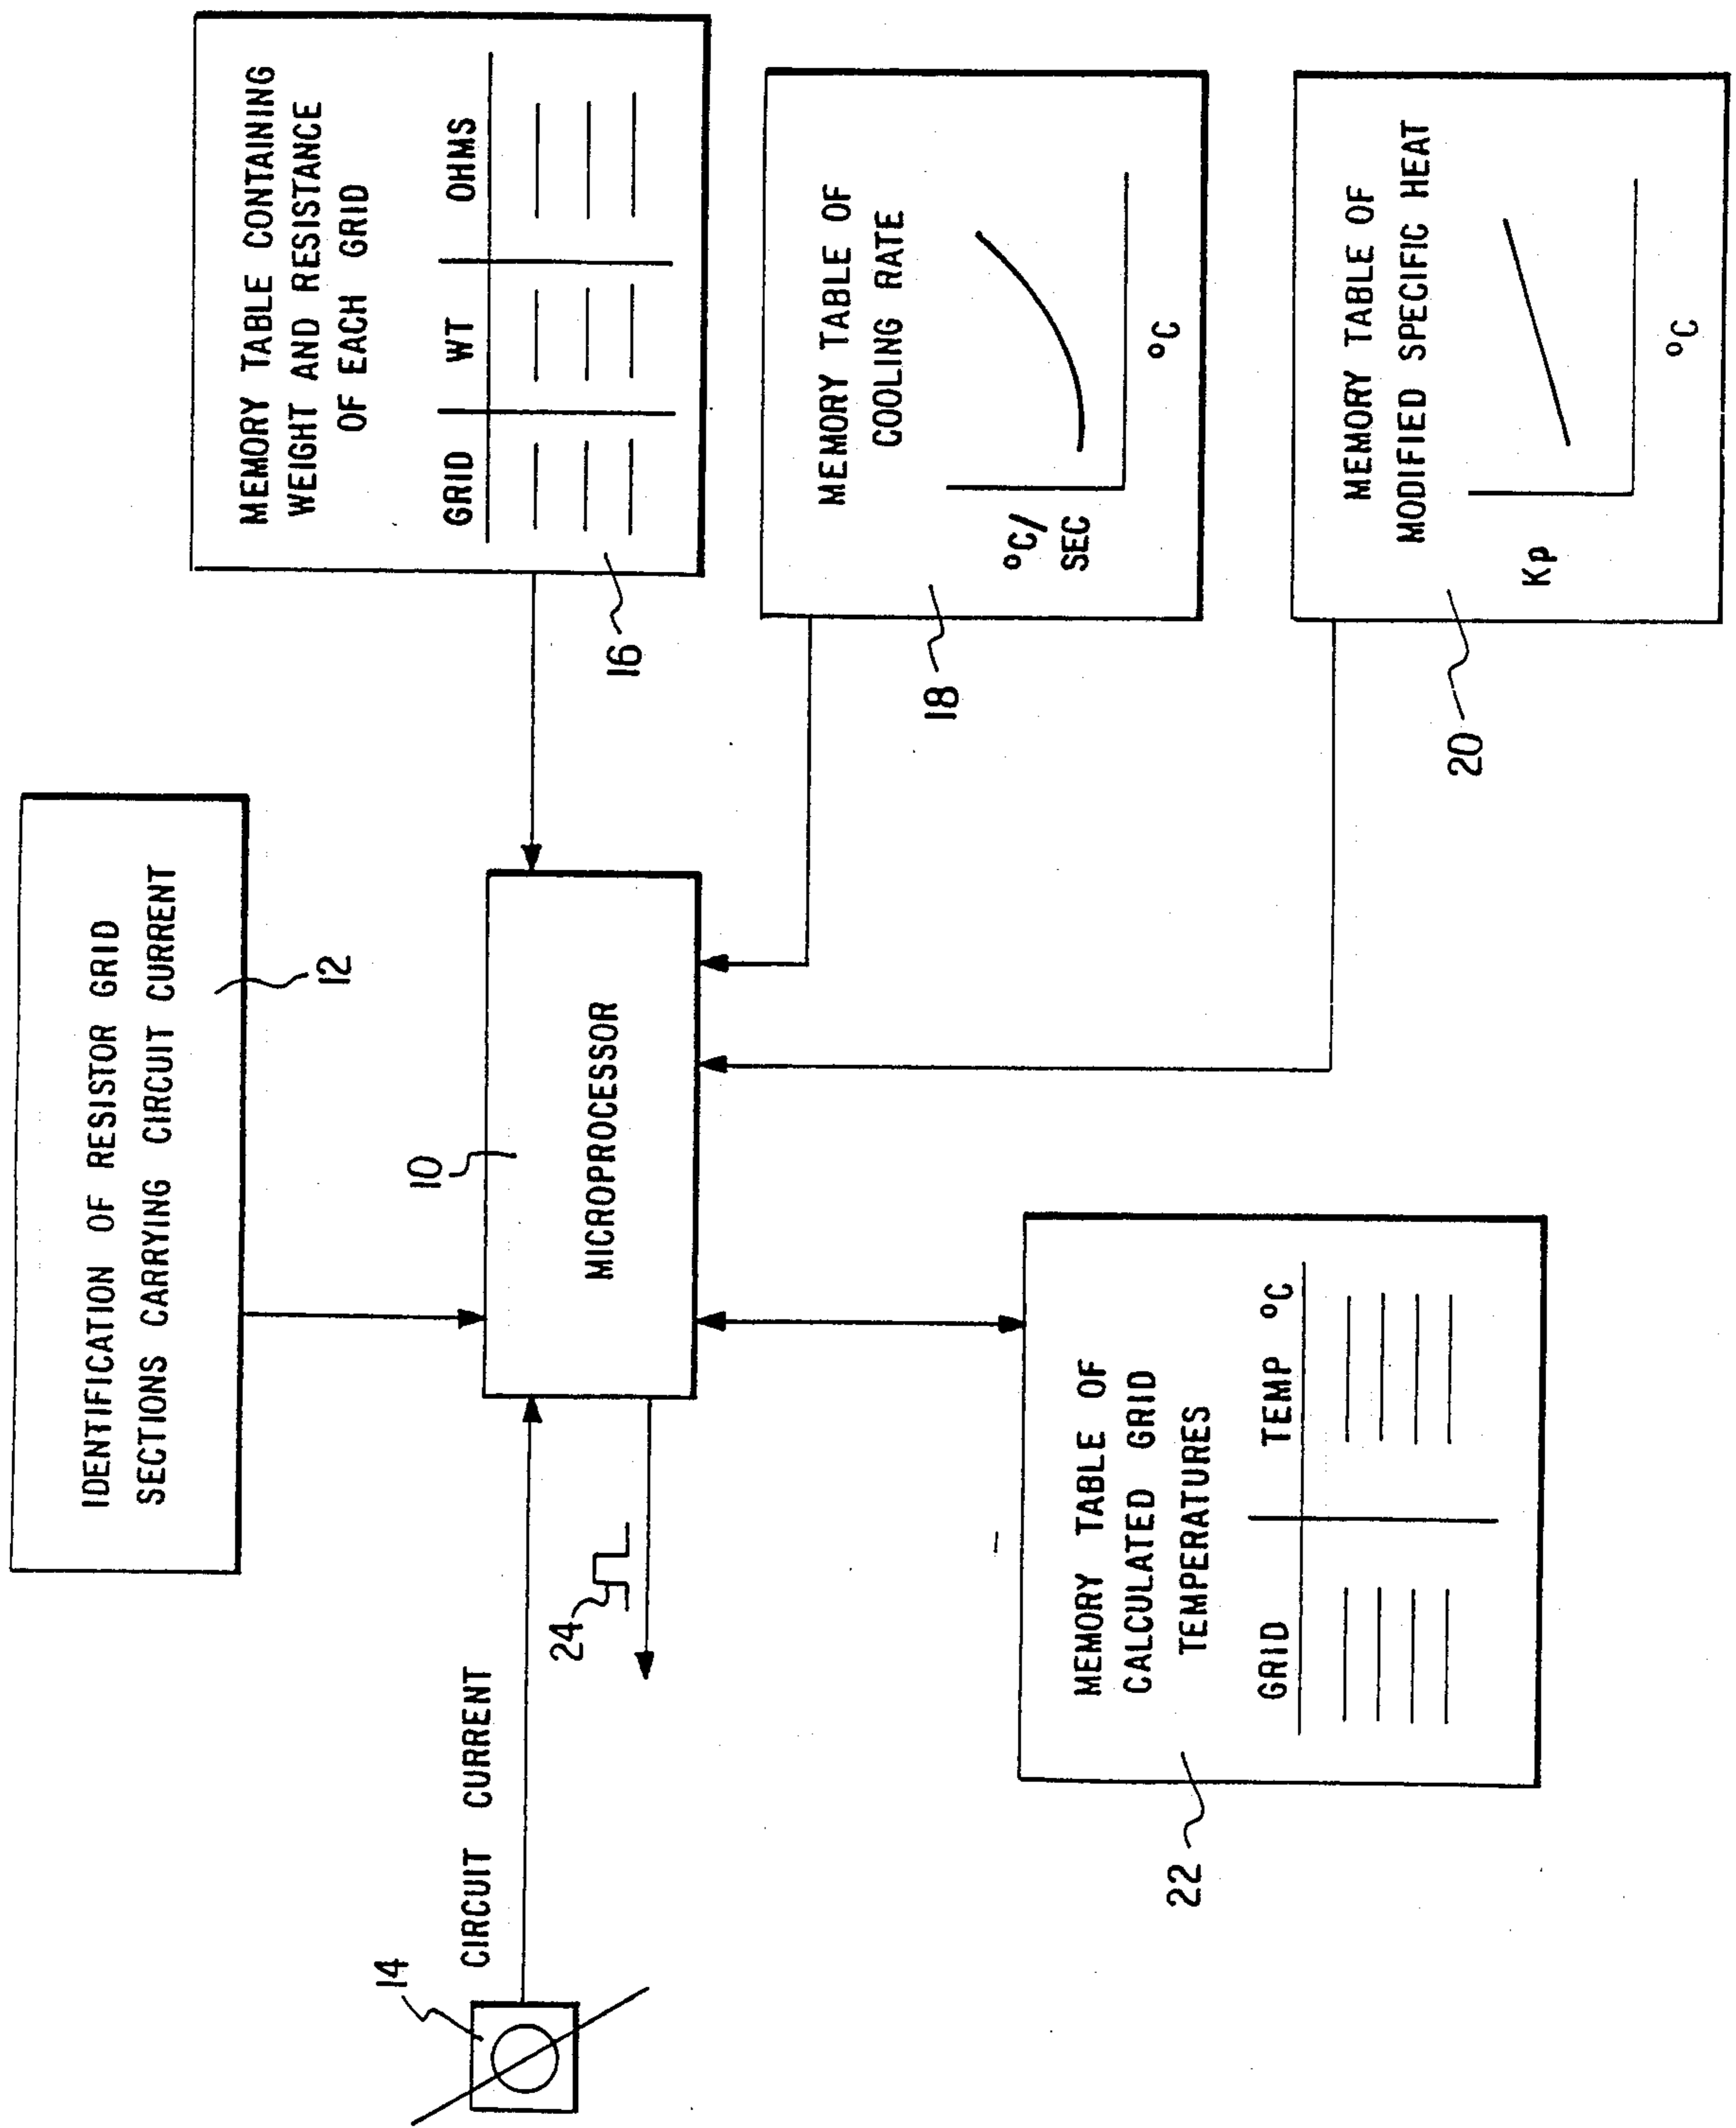 IDENTIFICATION OF RESISTOR GRID
SECTIONS CARRYING CIRCUIT CURRENT
12
MEMORY TABLE CONTAINING
WEIGHT AND RESISTANCE
OF EACH GRID
GRID WT OHMS
16
14
CIRCUIT CURRENT
24
10
MICROPROCESSOR
MEMORY TABLE OF
COOLING RATE
°C/
SEC
°C
18
MEMORY TABLE OF
CALCULATED GRID
TEMPERATURES
GRID TEMP °C
22
MEMORY TABLE OF
MODIFIED SPECIFIC HEAT
Kp
°C
20